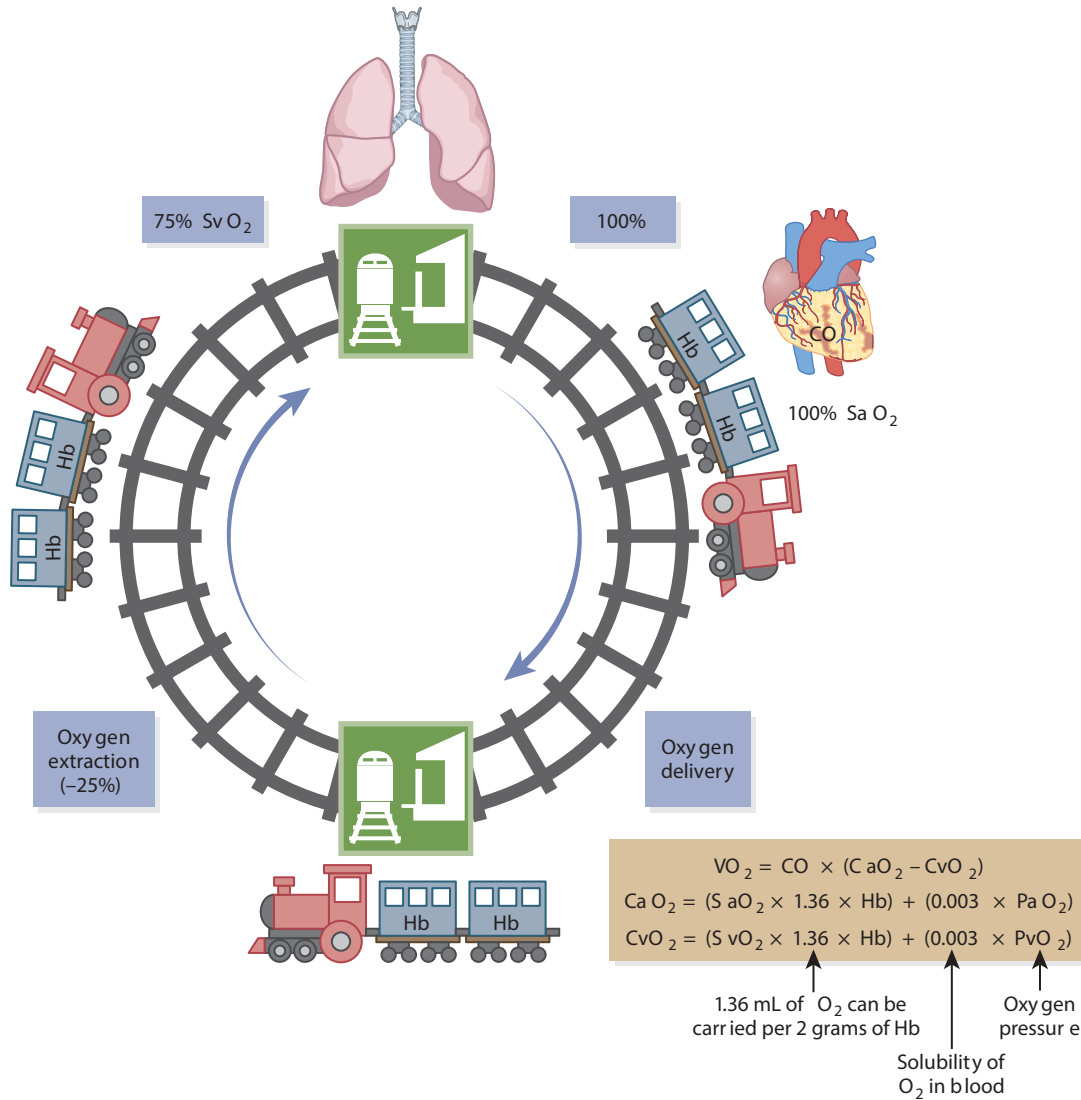 75% SvO2
100%
Hb
Hb
CO
100% SaO2
Hb
Hb
Oxygen
extraction
(–25%)
Oxygen
delivery
Hb
Hb
VO2 = CO × (CaO2 – CvO2)
CaO2 = (SaO2 × 1.36 × Hb) + (0.003 × PaO2)
CvO2 = (SvO2 × 1.36 × Hb) + (0.003 × PvO2)
1.36 mL of O2 can be
carried per 2 grams of Hb
Oxygen
pressure
Solubility of
O2 in blood